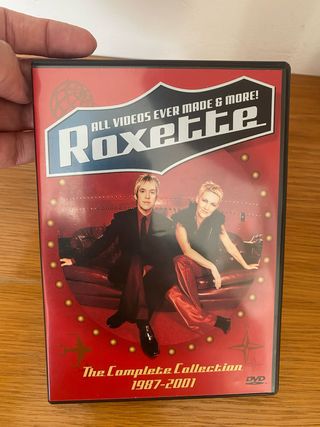 ALL VIDEOS EVER MADE & MORE!
Roxette
The Complete Collection
1987-2001
DVD